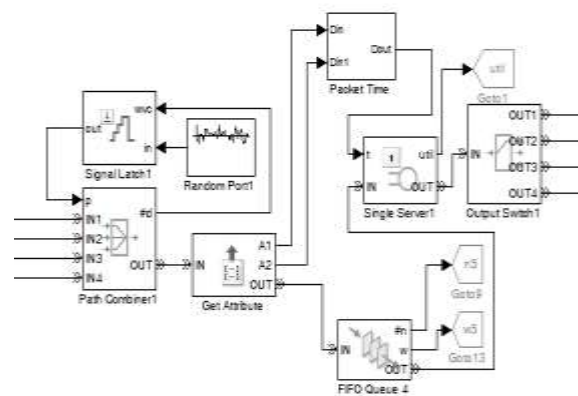 Din
Din1
Dout
Packet Time
util
Goto1
out
wvc
in
Signal Latch1
Random Port1
t
util
IN
OUT
Single Server1
IN
OUT1
OUT2
OUT3
OUT4
Output Switch1
p
IN1
IN2
IN3
IN4
#d
OUT
Path Combiner1
IN
A1
A2
OUT
Get Attribute
n5
Goto9
w5
Goto13
IN
#n
w
OUT
FIFO Queue 4